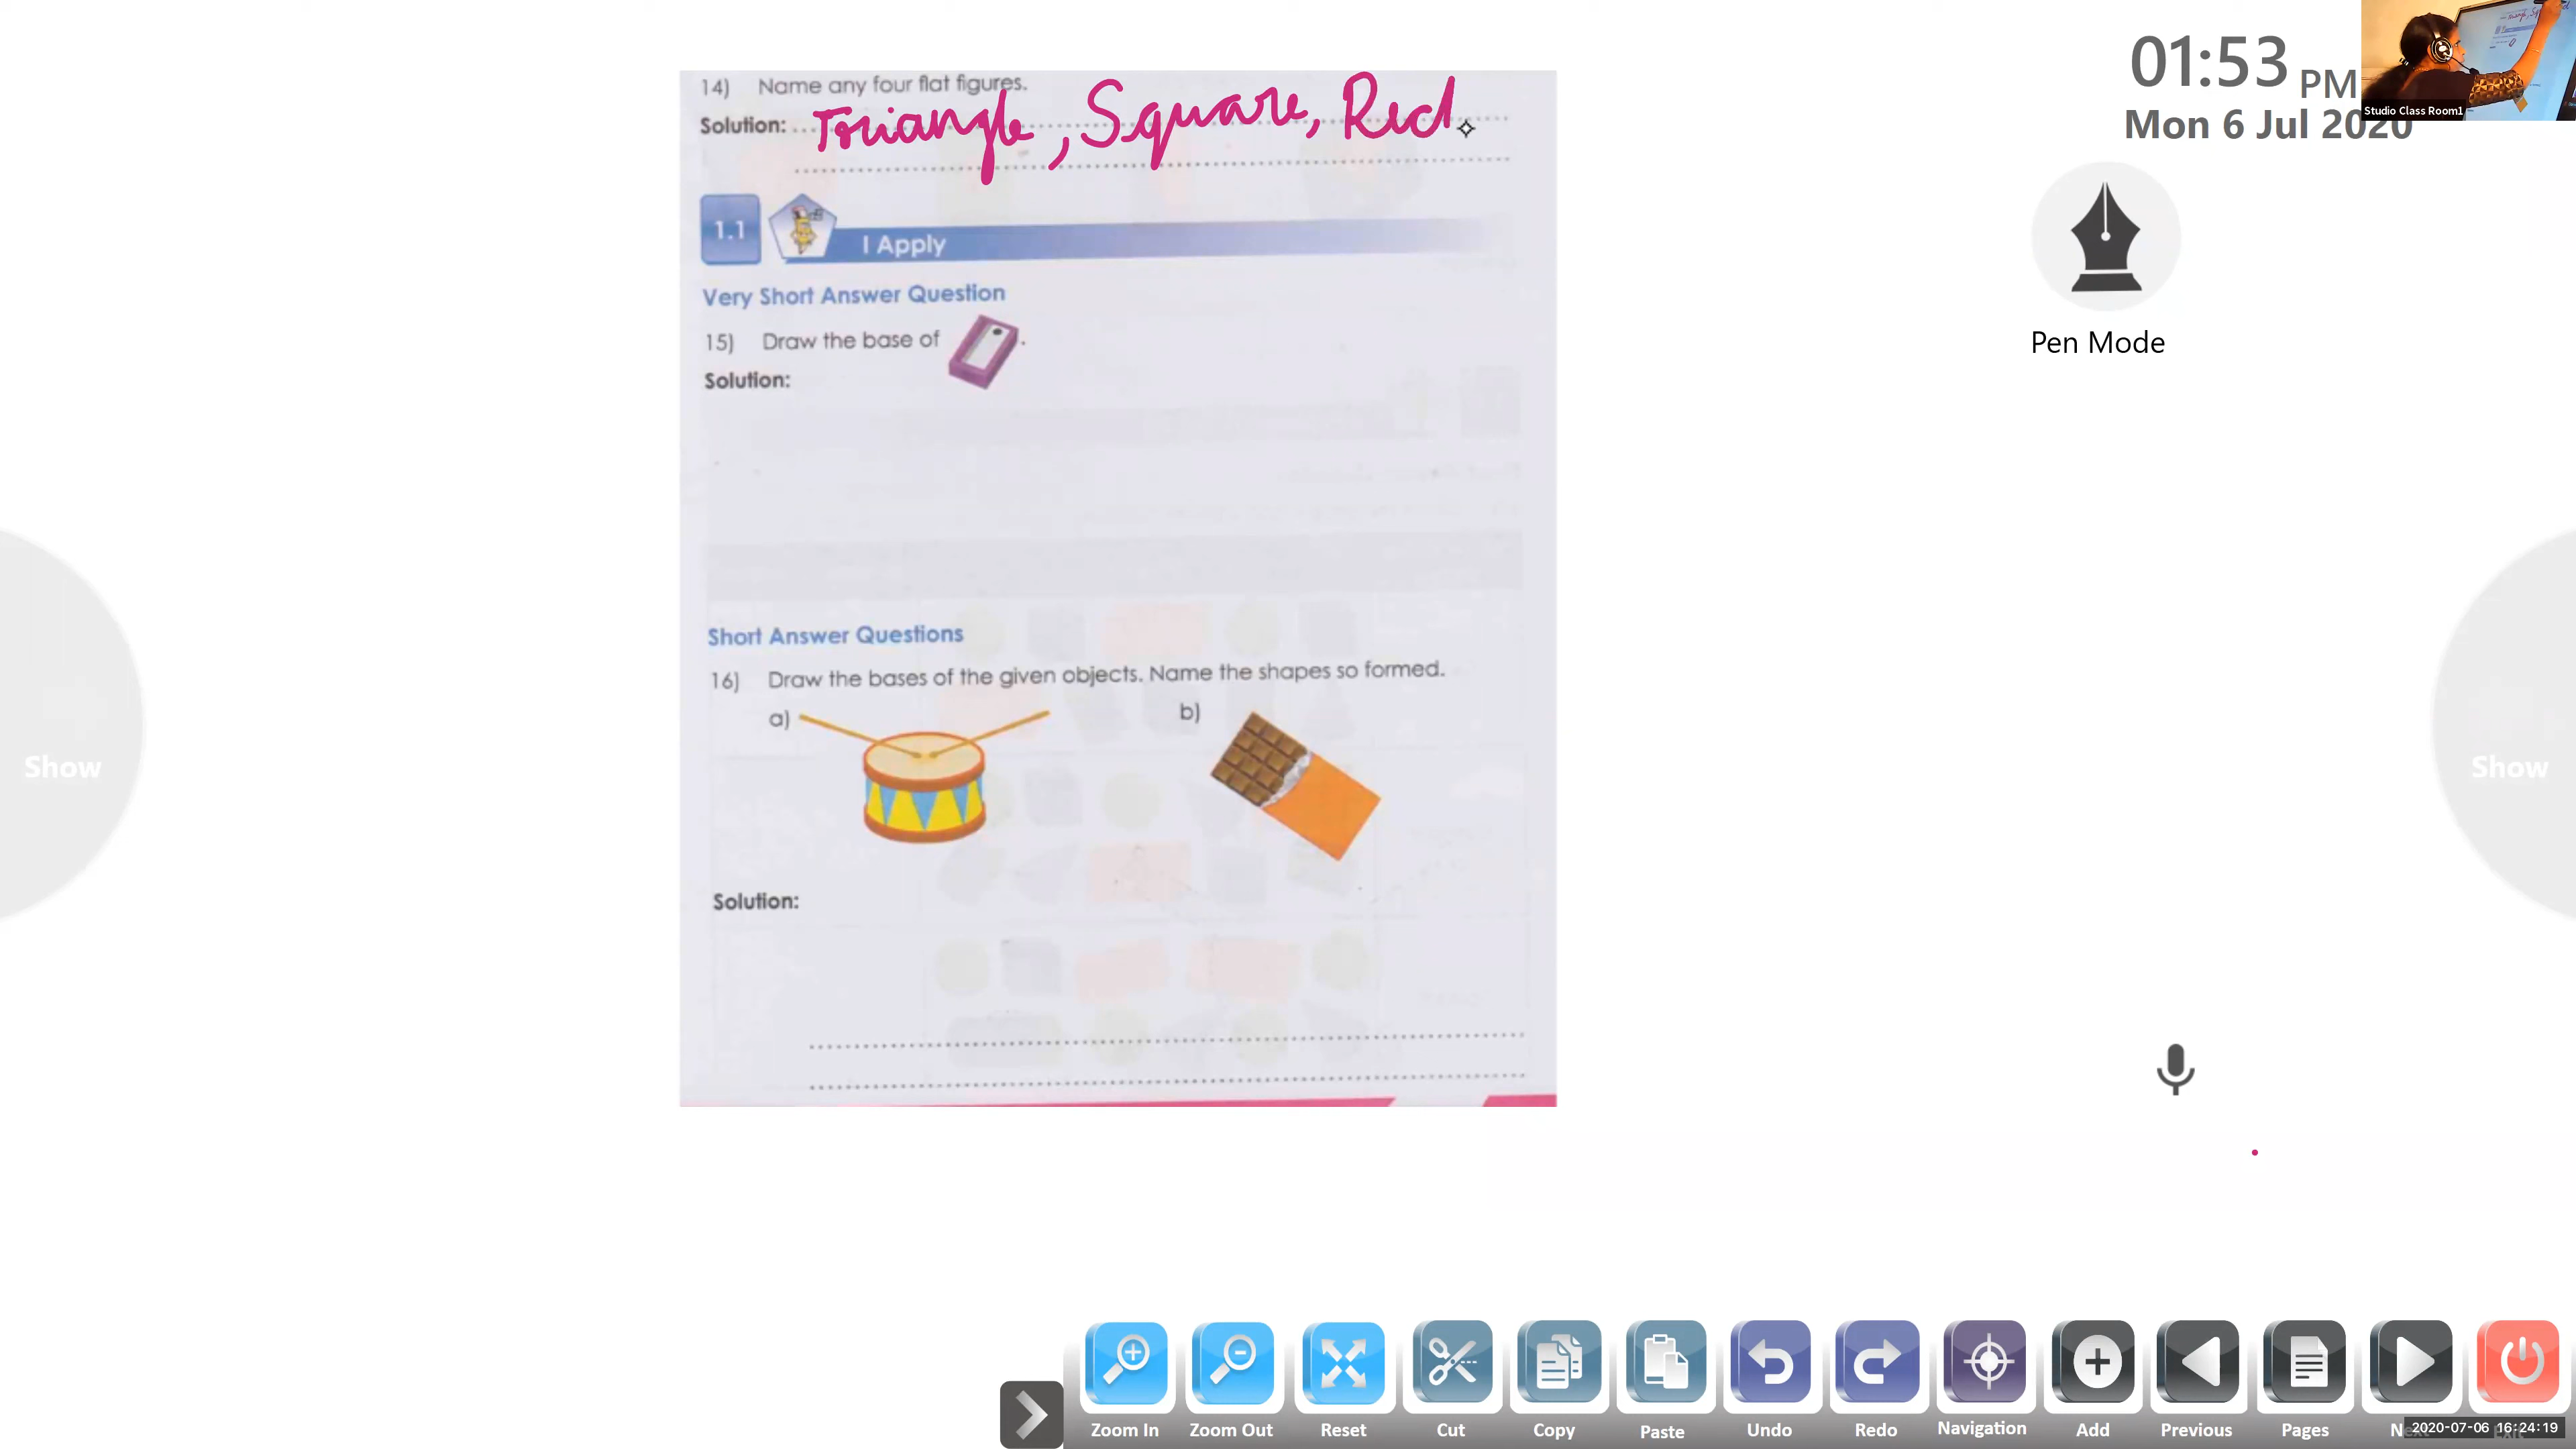 01:53 PM
Mon 6 Jul 2020
Studio Class Room1
Pen Mode
14) Name any four flat figures.
Solution: Triangle, Square, Rect
1.1 I Apply
Very Short Answer Question
15) Draw the base of .
Solution:
Short Answer Questions
16) Draw the bases of the given objects. Name the shapes so formed.
a) b)
Solution:
Show Show
Zoom In Zoom Out Reset Cut Copy Paste Undo Redo Navigation Add Previous Pages
2020-07-06 16:24:19